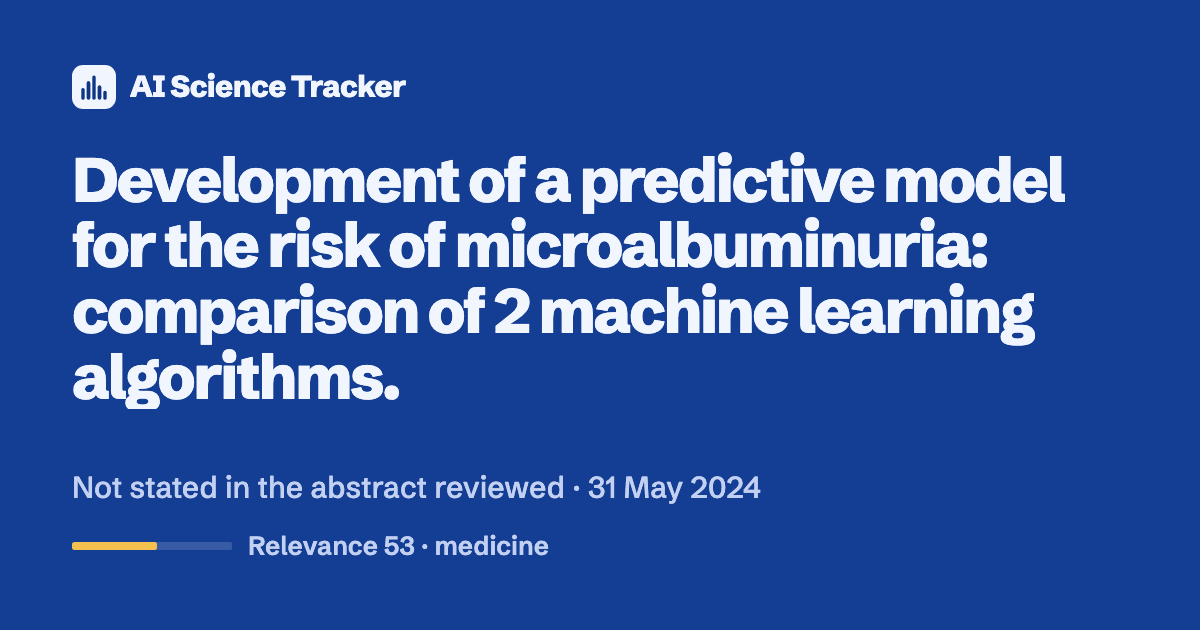 AI Science Tracker
Development of a predictive model
for the risk of microalbuminuria:
comparison of 2 machine learning
algorithms.
Not stated in the abstract reviewed · 31 May 2024
Relevance 53 · medicine